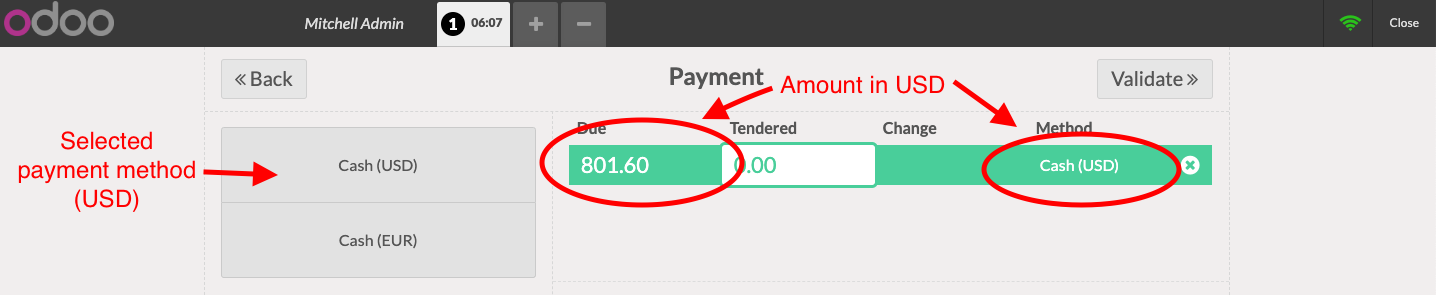 odoo
Mitchell Admin
1 06:07
+
−
Close
« Back
Payment
Validate »
Amount in USD
Selected
payment method
(USD)
Due Tendered Change Method
801.60 0.00 Cash (USD)
Cash (USD)
Cash (EUR)